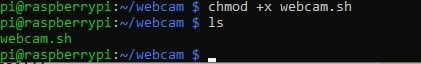 pi@raspberrypi:~/webcam $ chmod +x webcam.sh
pi@raspberrypi:~/webcam $ ls
webcam.sh
pi@raspberrypi:~/webcam $